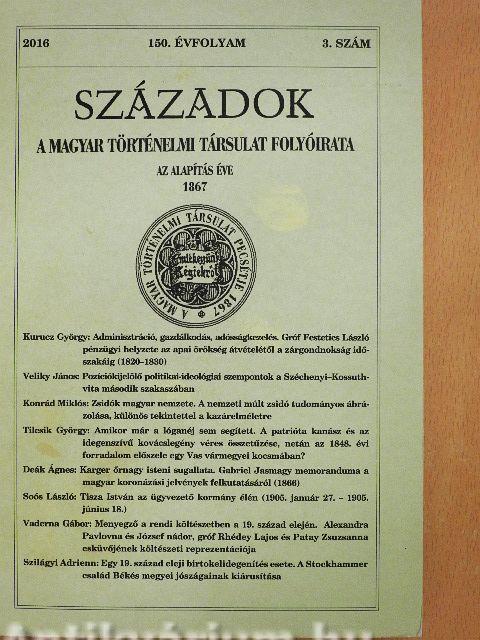 2016 150. ÉVFOLYAM 3. SZÁM
SZÁZADOK
A MAGYAR TÖRTÉNELMI TÁRSULAT FOLYÓIRATA
AZ ALAPÍTÁS ÉVE
1867
A MAGYAR TÖRTÉNELMI TÁRSULAT PECSÉTJE 1867
Emlékezzünk
Régiekről
Kurucz György: Adminisztráció, gazdálkodás, adósságkezelés. Gróf Festetics László
pénzügyi helyzete az apai örökség átvételétől a zárgondnokság idő-
szakáig (1820–1830)
Veliky János: Pozíciókijelölő politikai-ideológiai szempontok a Széchenyi–Kossuth-
vita második szakaszában
Konrád Miklós: Zsidók magyar nemzete. A nemzeti múlt zsidó tudományos ábrá-
zolása, különös tekintettel a kazárelméletre
Tilcsik György: Amikor már a lóganéj sem segített. A patrióta kanász és az
idegenszívű kovácslegény véres összetűzése, netán az 1848. évi
forradalom előszele egy Vas vármegyei kocsmában?
Deák Ágnes: Karger őrnagy isteni sugallata. Gabriel Jasmagy memoranduma a
magyar koronázási jelvények felkutatásáról (1866)
Soós László: Tisza István az ügyvezető kormány élén (1905. január 27. – 1905.
június 18.)
Vaderna Gábor: Menyegző a rendi költészetben a 19. század elején. Alexandra
Pavlovna és József nádor, gróf Rhédey Lajos és Patay Zsuzsanna
esküvőjének költészeti reprezentációja
Szilágyi Adrienn: Egy 19. század eleji birtokelidegenítés esete. A Stockhammer
család Békés megyei jószágainak kiárusítása
Antikvarium.hu